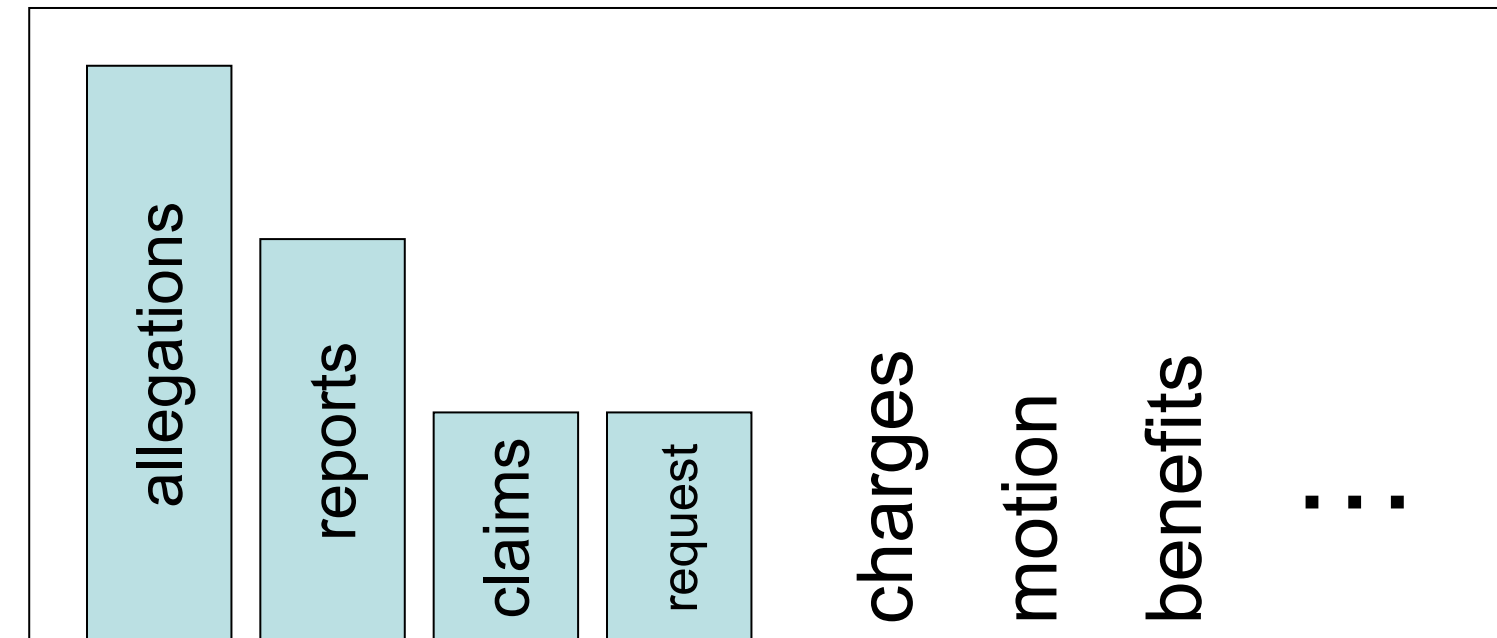 allegations
reports
claims
request
charges
motion
benefits
…